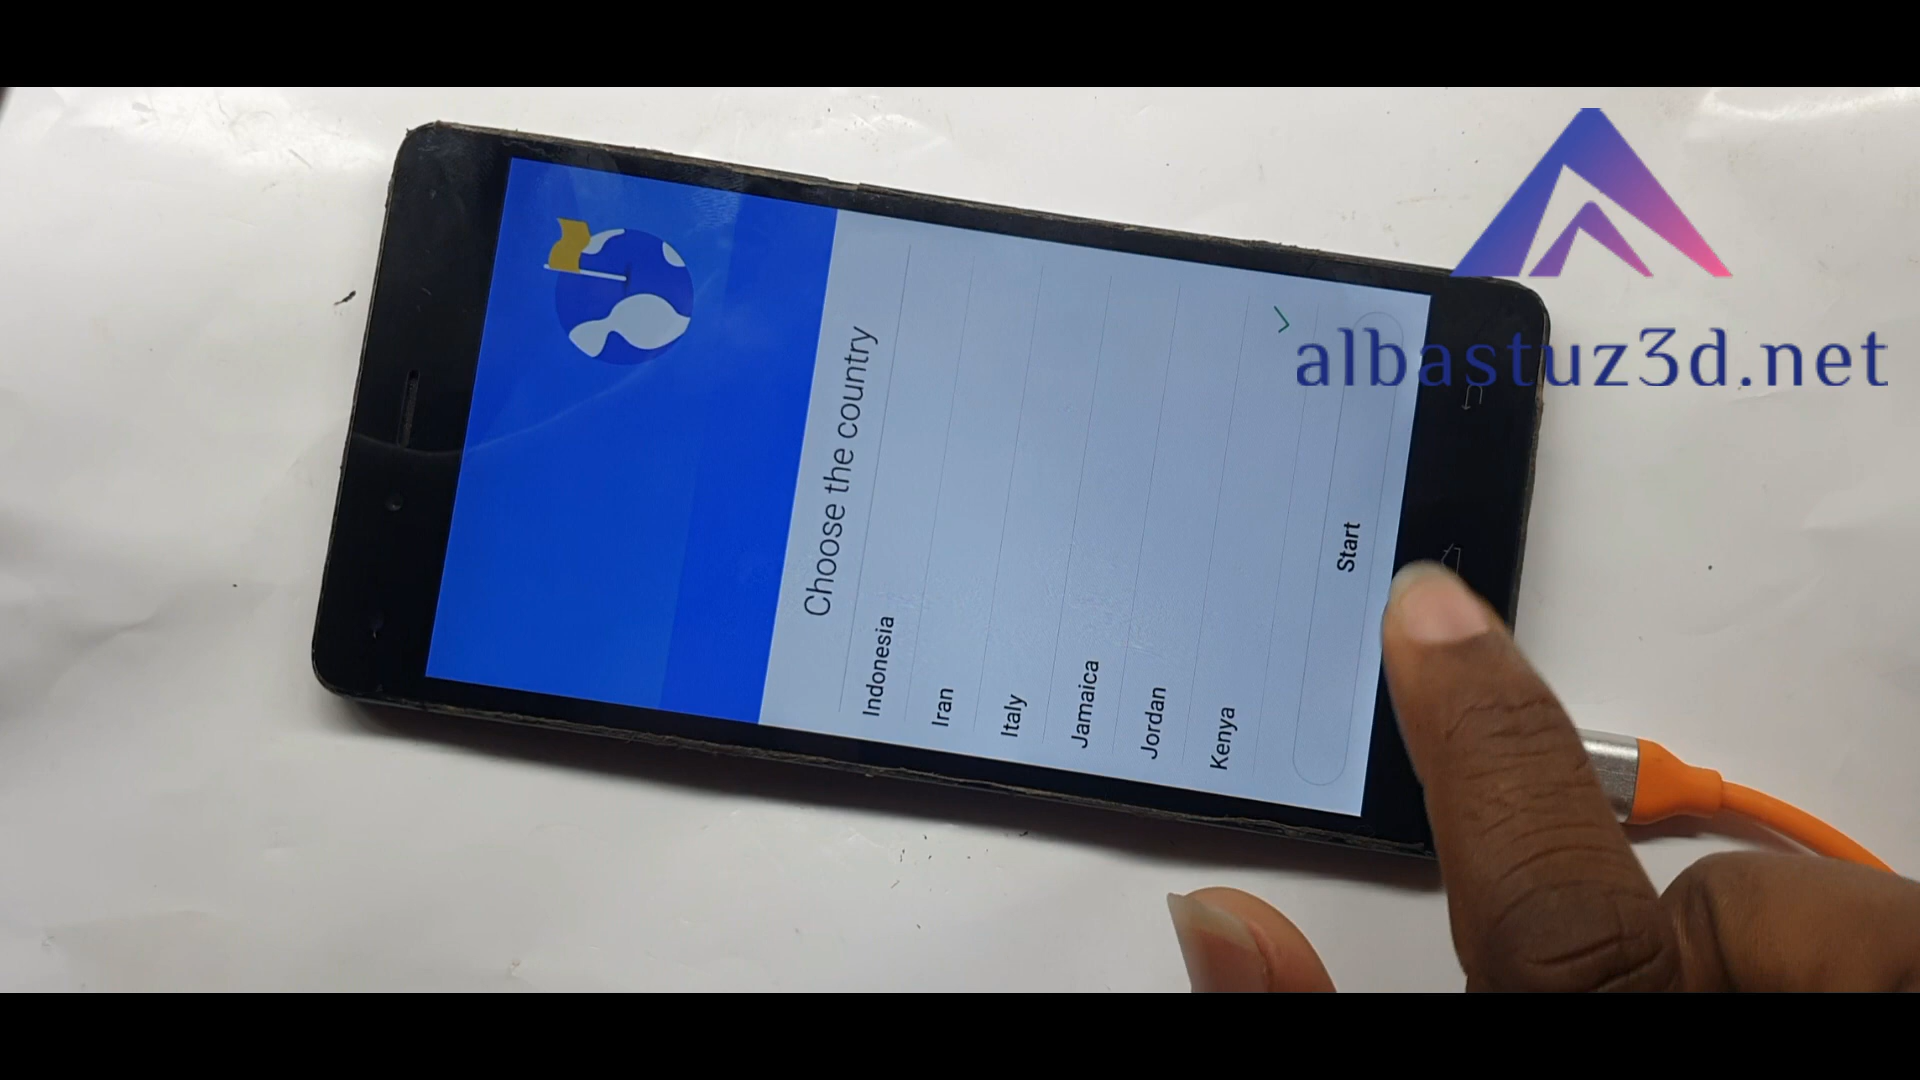 Choose the country
Indonesia
Iran
Italy
Jamaica
Jordan
Kenya
Start
albastuz3d.net